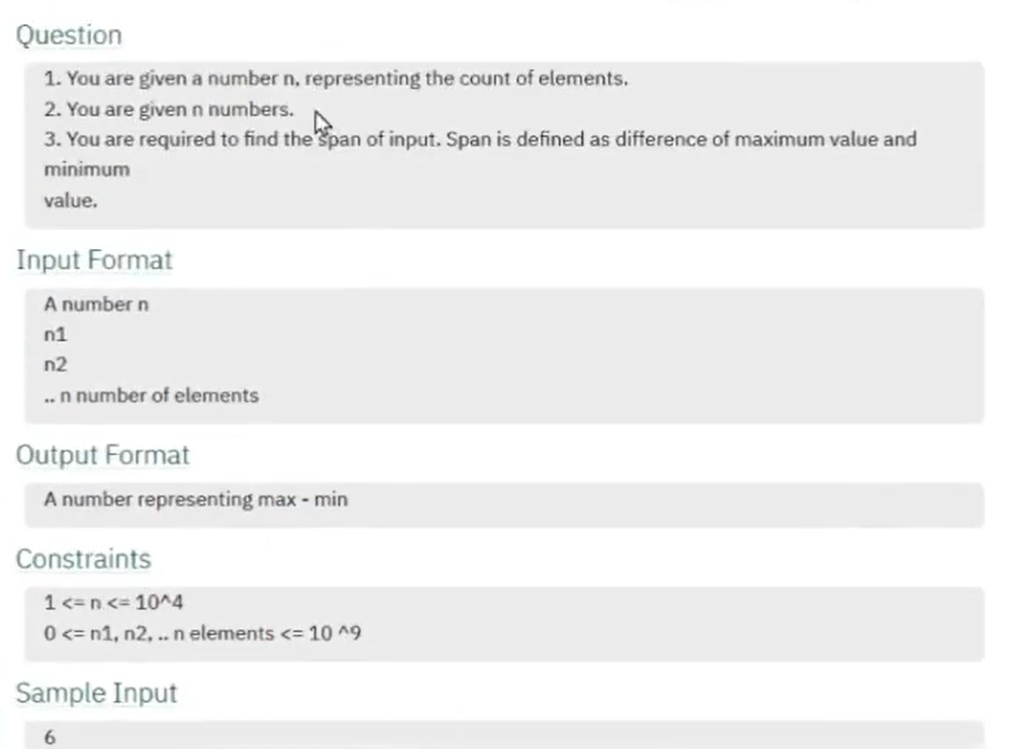 Question
1. You are given a number n, representing the count of elements.
2. You are given n numbers.
3. You are required to find the span of input. Span is defined as difference of maximum value and
minimum
value.
Input Format
A number n
n1
n2
.. n number of elements
Output Format
A number representing max - min
Constraints
1 <= n <= 10^4
0 <= n1, n2, .. n elements <= 10 ^9
Sample Input
6